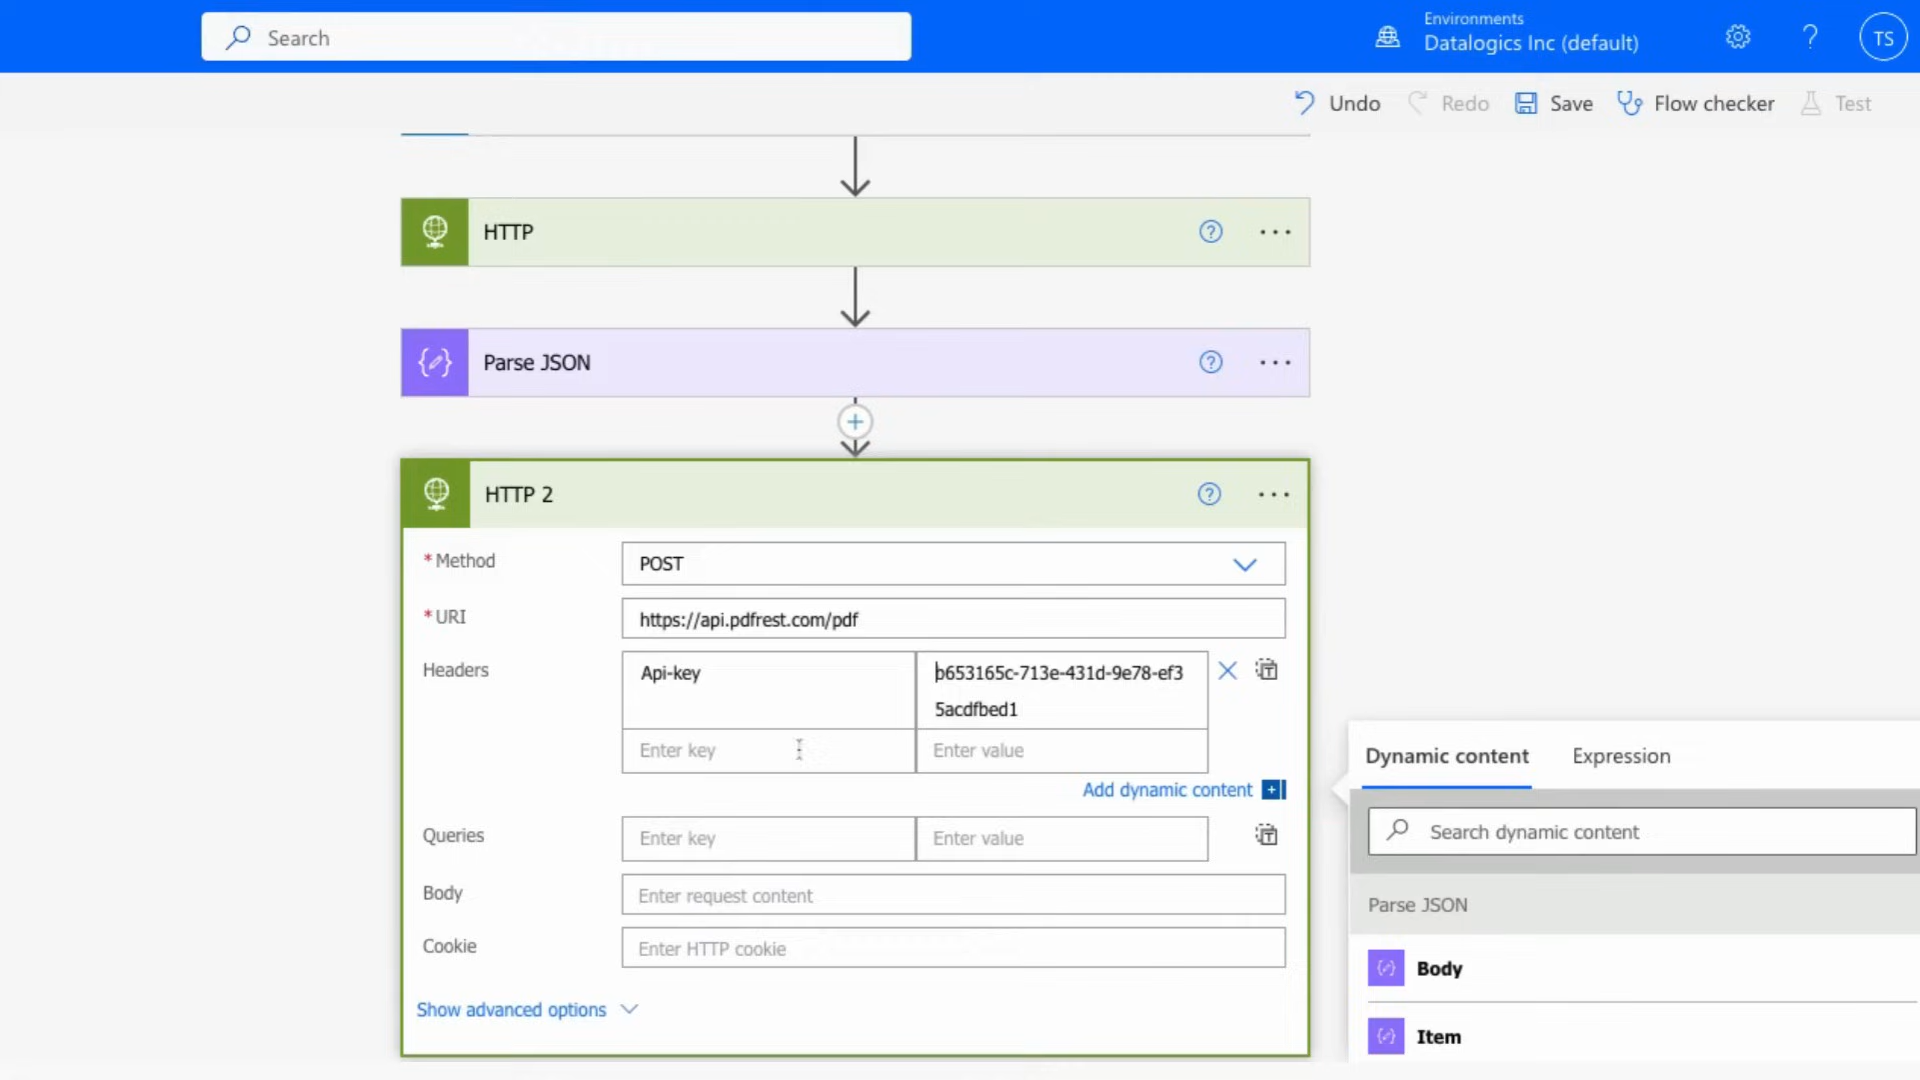 Search
Environments
Datalogics Inc (default)
?
TS
Undo
Redo
Save
Flow checker
Test
HTTP
?
...
Parse JSON
?
...
HTTP 2
?
...
* Method
POST
* URI
https://api.pdfrest.com/pdf
Headers
Api-key
b653165c-713e-431d-9e78-ef3
5acdfbed1
Enter key
Enter value
Add dynamic content
Queries
Enter key
Enter value
Body
Enter request content
Cookie
Enter HTTP cookie
Show advanced options
Dynamic content
Expression
Search dynamic content
Parse JSON
Body
Item